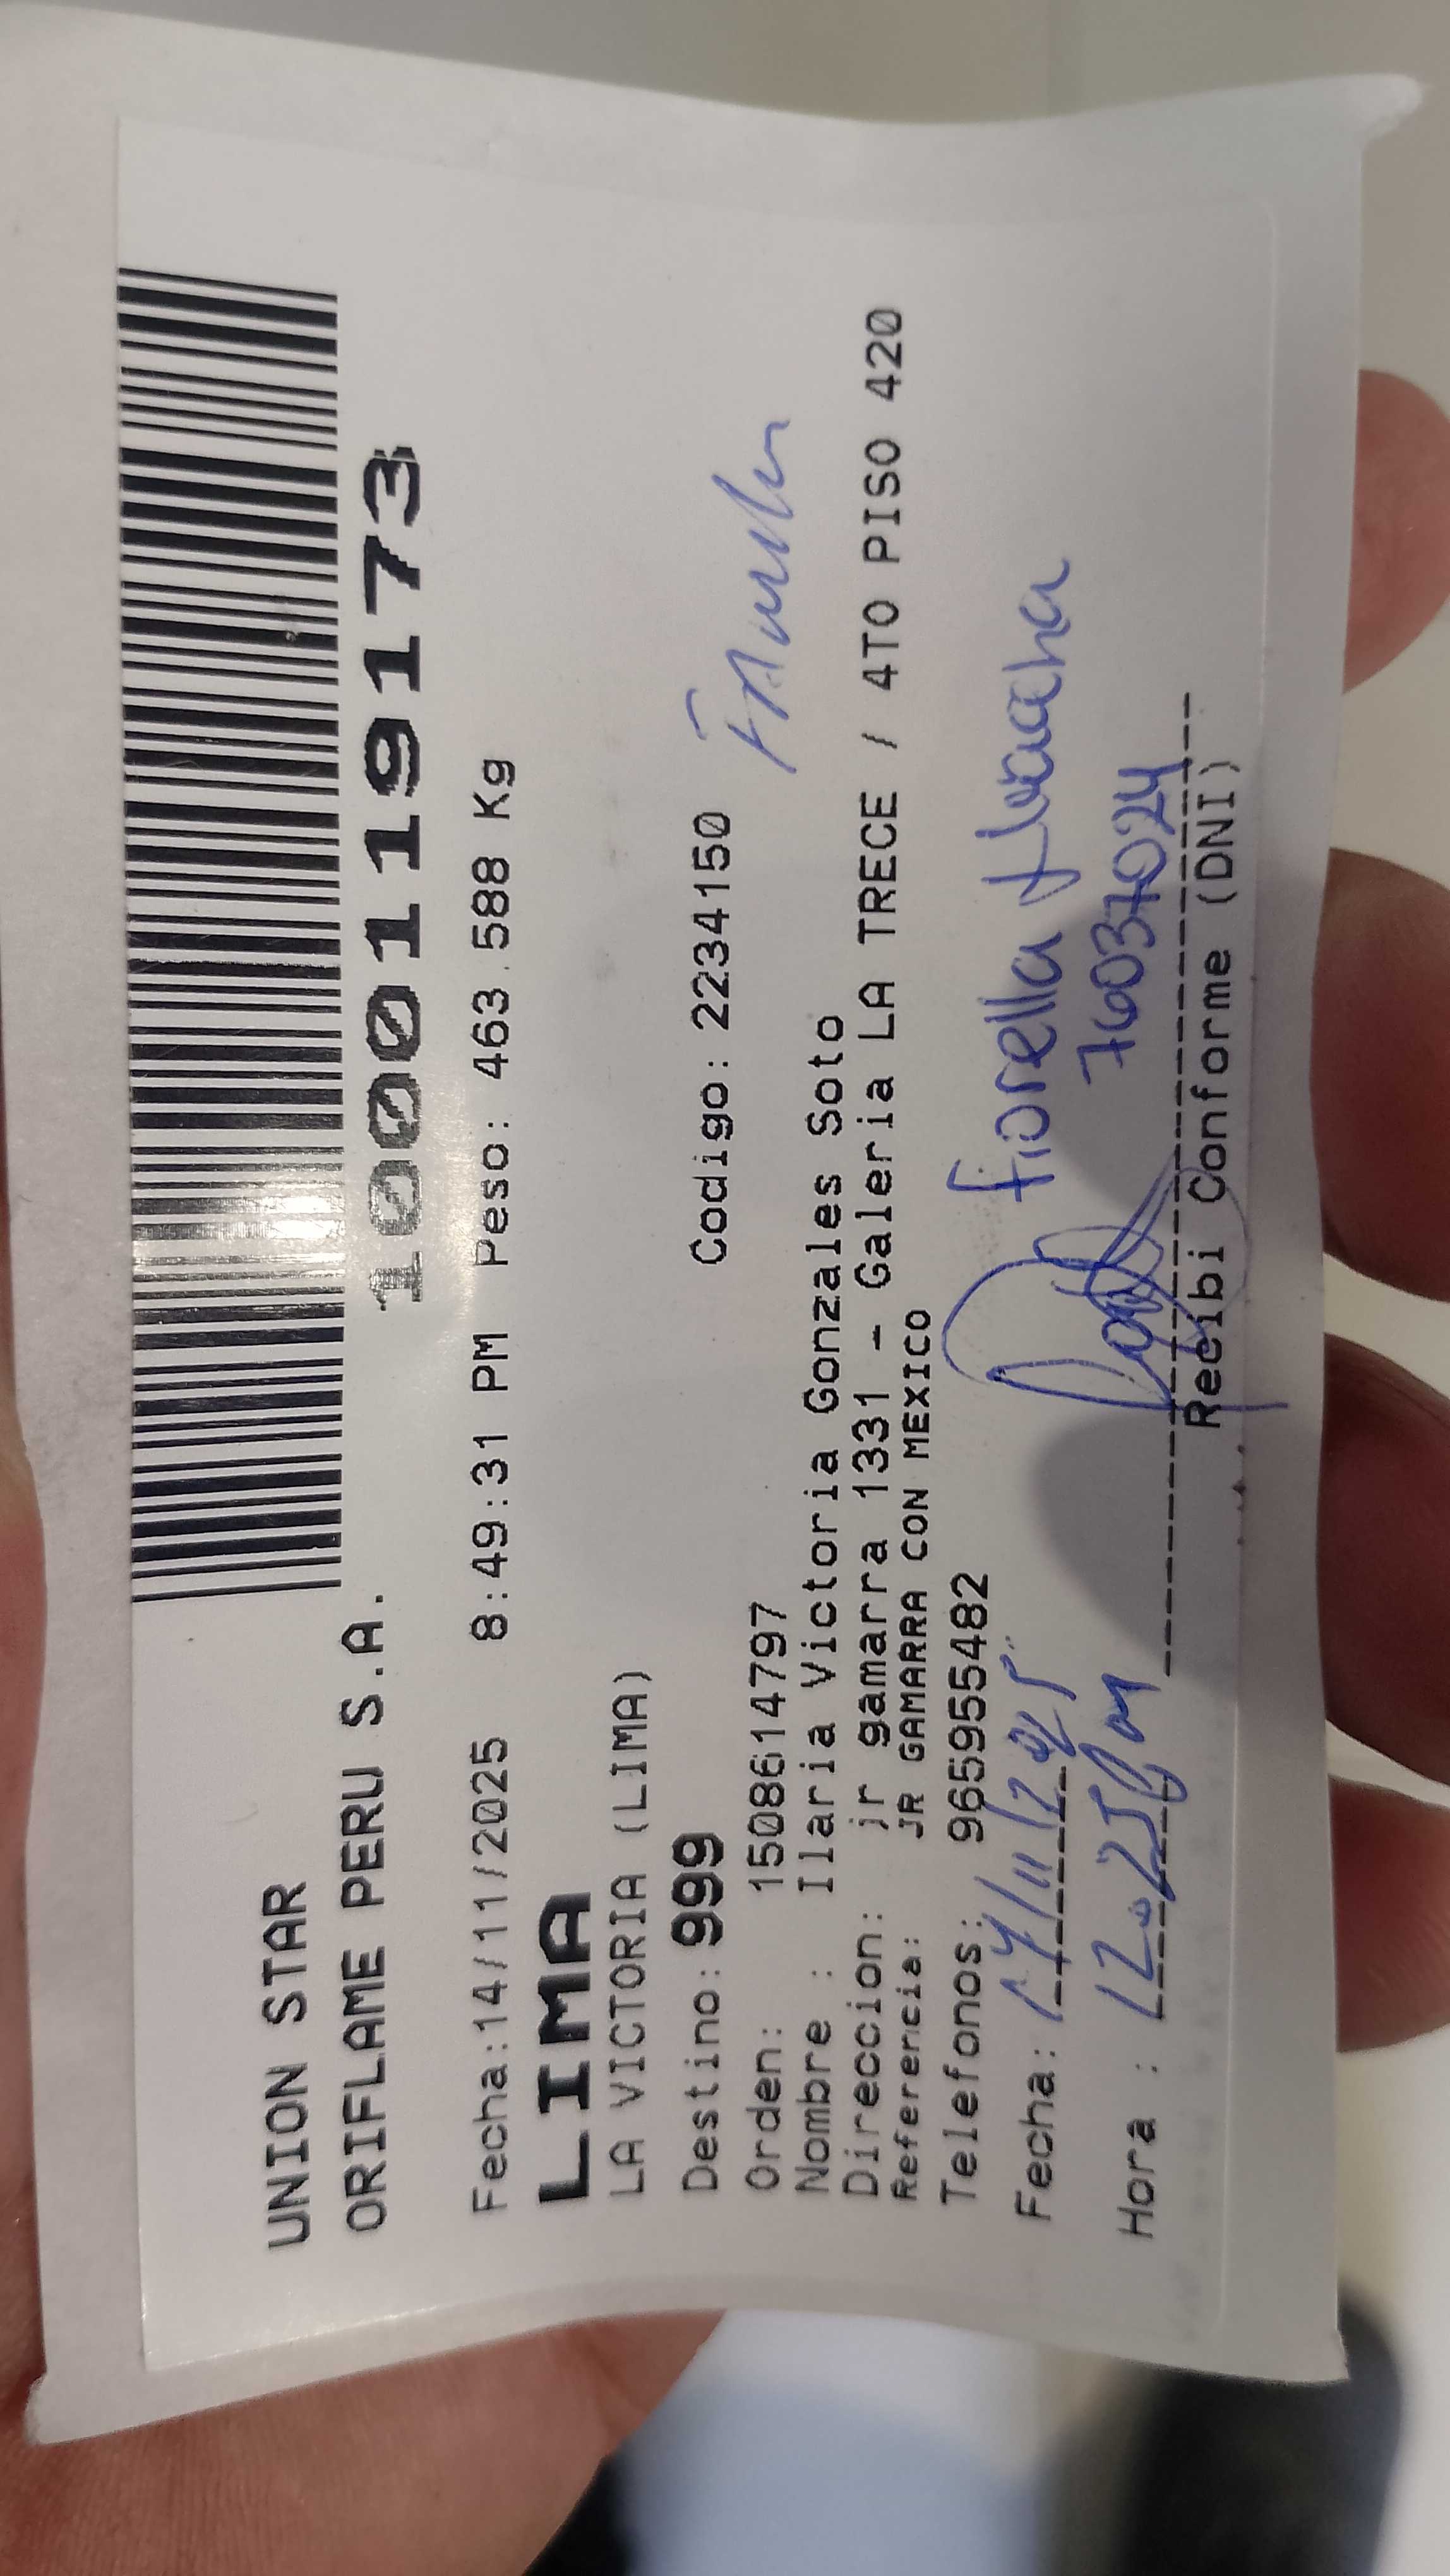 UNION STAR
ORIFLAME PERU S.A.
1000119173
Fecha:14/11/2025 8:49:31 PM Peso: 463.588 Kg
LIMA
LA VICTORIA (LIMA)
Destino: 999 Codigo: 2234150
Orden: 1508614797
Nombre : Ilaria Victoria Gonzales Soto
Direccion: jr gamarra 1331 - Galeria LA TRECE / 4TO PISO 420
Referencia: JR GAMARRA CON MEXICO
Telefonos: 965955482
Fecha:
Fiorella
Hora :
76037024
Recibi Conforme (DNI)